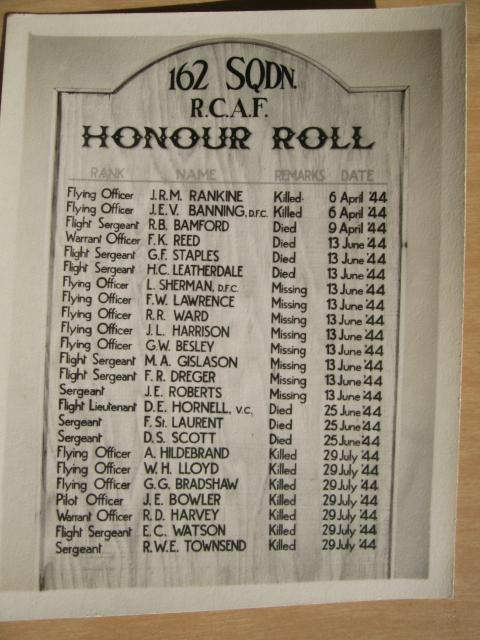 162 SQDN.
R.C.A.F.
HONOUR ROLL
RANK NAME REMARKS DATE
Flying Officer J.R.M. RANKINE Killed 6 April '44
Flying Officer J.E.V. BANNING, D.F.C. Killed 6 April '44
Flight Sergeant R.B. BAMFORD Died 9 April '44
Warrant Officer F.K. REED Died 13 June '44
Flight Sergeant G.F. STAPLES Died 13 June '44
Flight Sergeant H.C. LEATHERDALE Died 13 June '44
Flying Officer L. SHERMAN, D.F.C. Missing 13 June '44
Flying Officer F.W. LAWRENCE Missing 13 June '44
Flying Officer R.R. WARD Missing 13 June '44
Flying Officer J.L. HARRISON Missing 13 June '44
Flying Officer G.W. BESLEY Missing 13 June '44
Flight Sergeant M.A. GISLASON Missing 13 June '44
Flight Sergeant F.R. DREGER Missing 13 June '44
Sergeant J.E. ROBERTS Missing 13 June '44
Flight Lieutenant D.E. HORNELL, V.C. Died 25 June '44
Sergeant F. St. LAURENT Died 25 June '44
Sergeant D.S. SCOTT Died 25 June '44
Flying Officer A. HILDEBRAND Killed 29 July '44
Flying Officer W.H. LLOYD Killed 29 July '44
Flying Officer G.G. BRADSHAW Killed 29 July '44
Pilot Officer J.E. BOWLER Killed 29 July '44
Warrant Officer R.D. HARVEY Killed 29 July '44
Flight Sergeant E.C. WATSON Killed 29 July '44
Sergeant R.W.E. TOWNSEND Killed 29 July '44